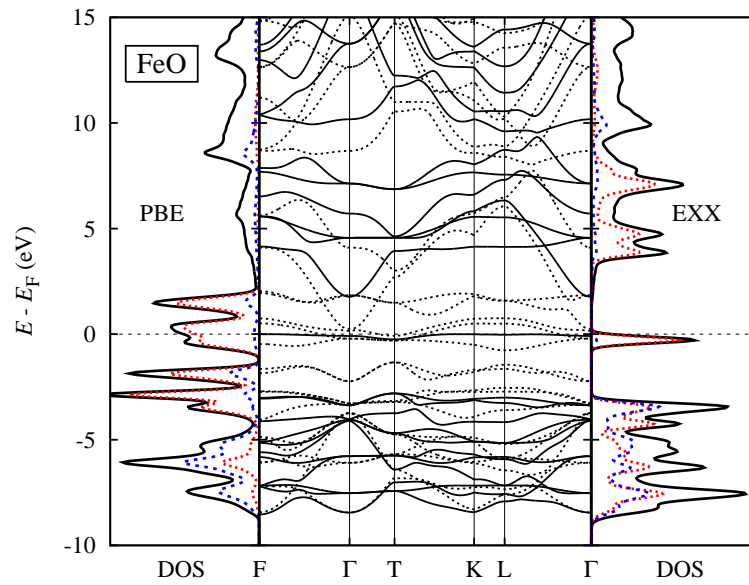 15
FeO
10
PBE
EXX
5
E - E_F (eV)
0
-5
-10
DOS F Γ T K L Γ DOS